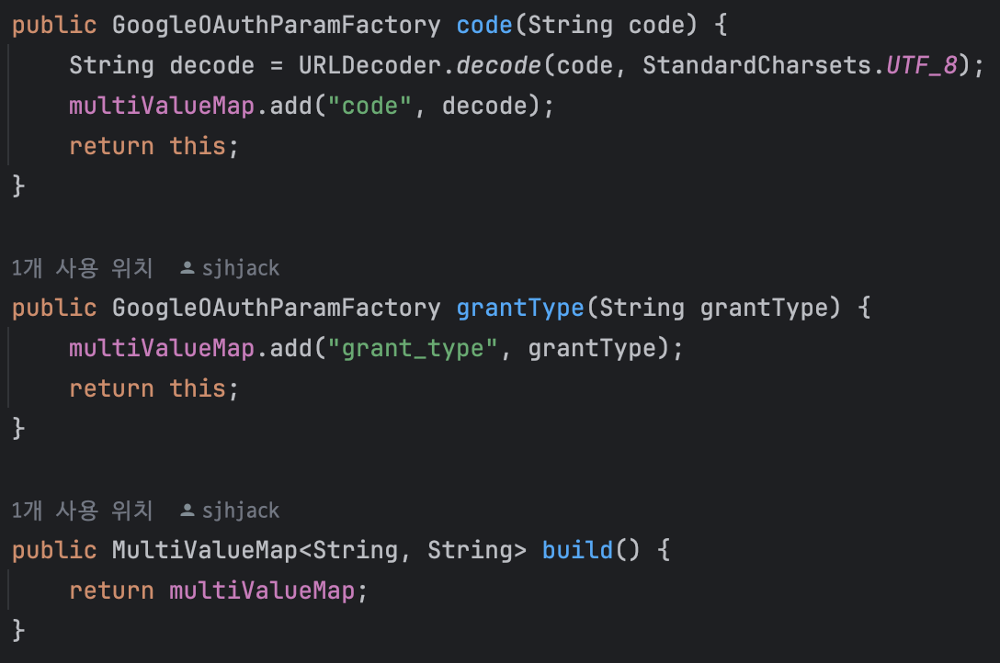 public GoogleOAuthParamFactory code(String code) {
    String decode = URLDecoder.decode(code, StandardCharsets.UTF_8);
    multiValueMap.add("code", decode);
    return this;
}
1개 사용 위치 sjhjack
public GoogleOAuthParamFactory grantType(String grantType) {
    multiValueMap.add("grant_type", grantType);
    return this;
}
1개 사용 위치 sjhjack
public MultiValueMap<String, String> build() {
    return multiValueMap;
}